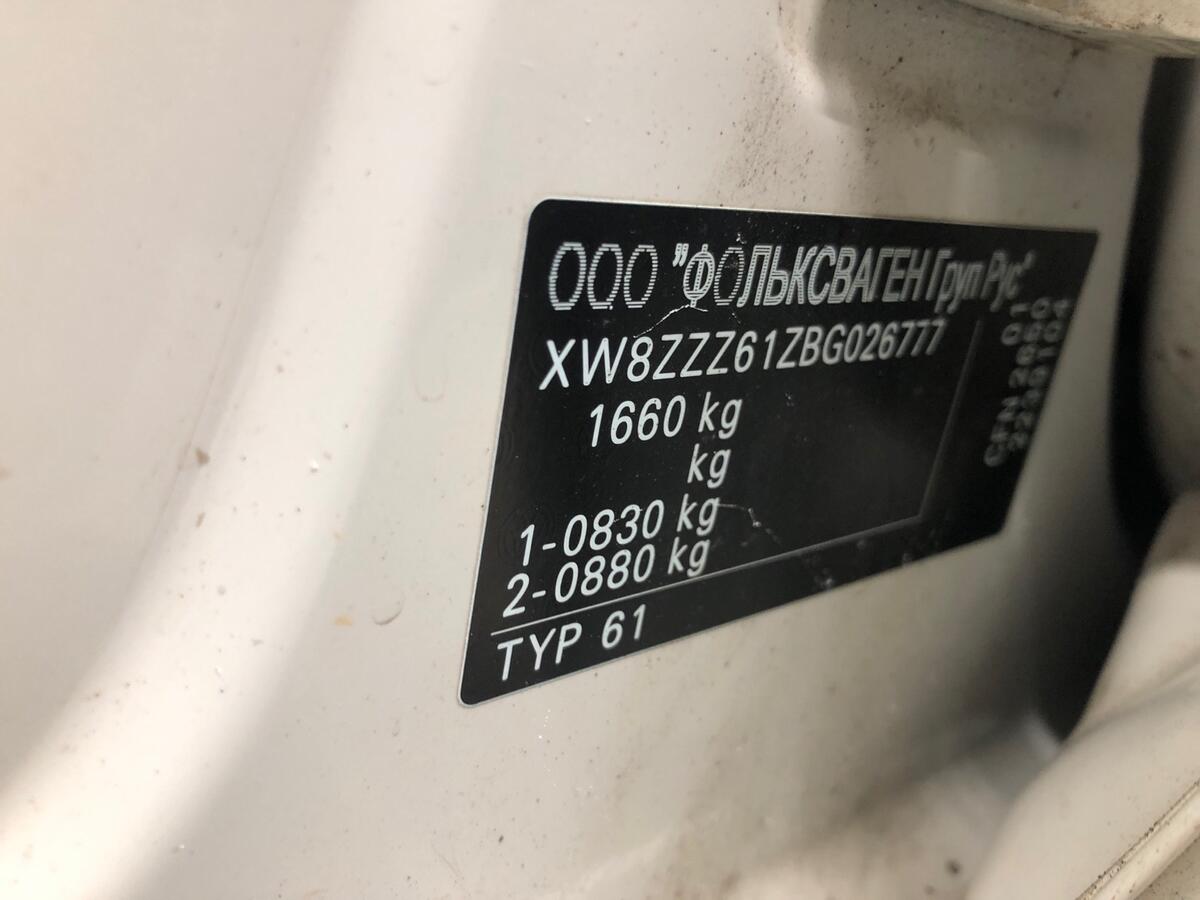 ООО "ФОЛЬКСВАГЕН Груп Рус"
XW8ZZZ61ZBG026777
1660 kg
kg
1-0830 kg
2-0880 kg
TYP 61